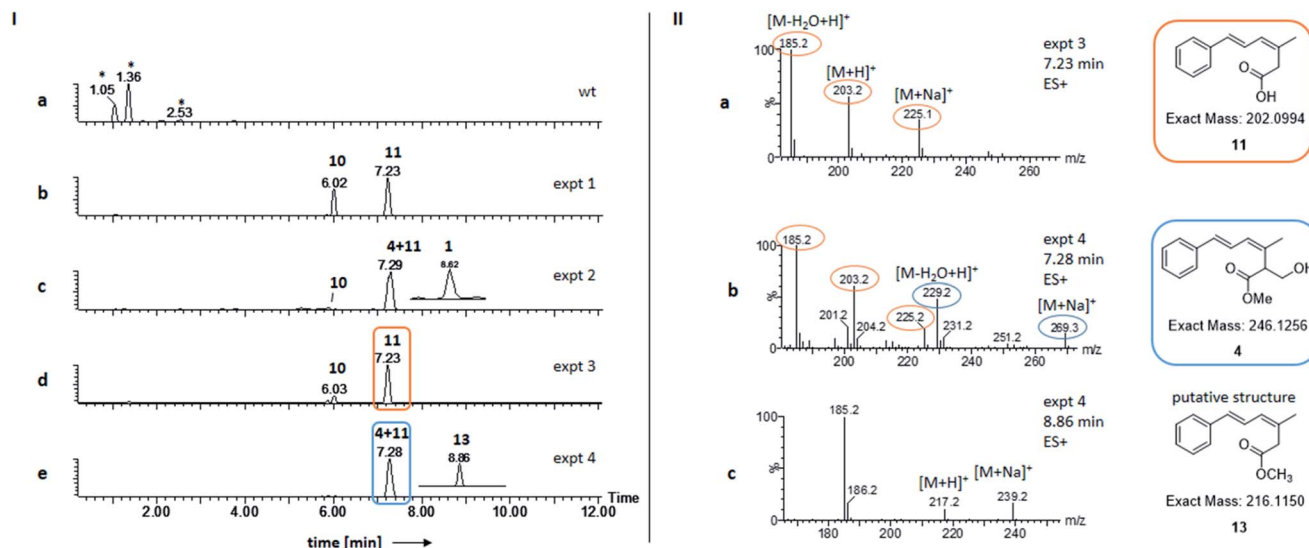 I
a
*
1.05
1.36
*
2.53
wt
b
10
6.02
11
7.23
expt 1
c
10
4+11
7.29
1
8.62
expt 2
d
10
6.03
11
7.23
expt 3
e
4+11
7.28
13
8.86
expt 4
Time
2.00 4.00 6.00 8.00 10.00 12.00
time [min]
II
a
[M-H2O+H]+
185.2
[M+H]+
203.2
[M+Na]+
225.1
100
%
0
200 220 240 260
m/z
expt 3
7.23 min
ES+
O
OH
Exact Mass: 202.0994
11
b
185.2
203.2
201.2
204.2
225.2
[M-H2O+H]+
229.2
231.2
251.2
[M+Na]+
269.3
100
%
0
200 220 240 260
m/z
expt 4
7.28 min
ES+
OH
O
OMe
Exact Mass: 246.1256
4
c
185.2
186.2
[M+H]+
217.2
[M+Na]+
239.2
100
%
0
180 200 220 240 260
m/z
expt 4
8.86 min
ES+
putative structure
O
O
CH3
Exact Mass: 216.1150
13